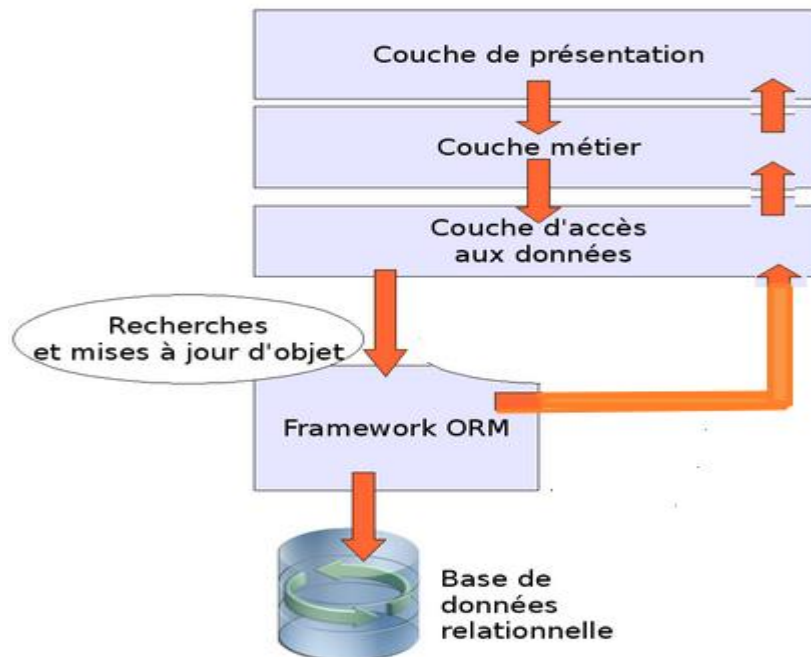 Couche de présentation
Couche métier
Couche d'accès
aux données
Recherches
et mises à jour d'objet
Framework ORM
Base de
données
relationnelle